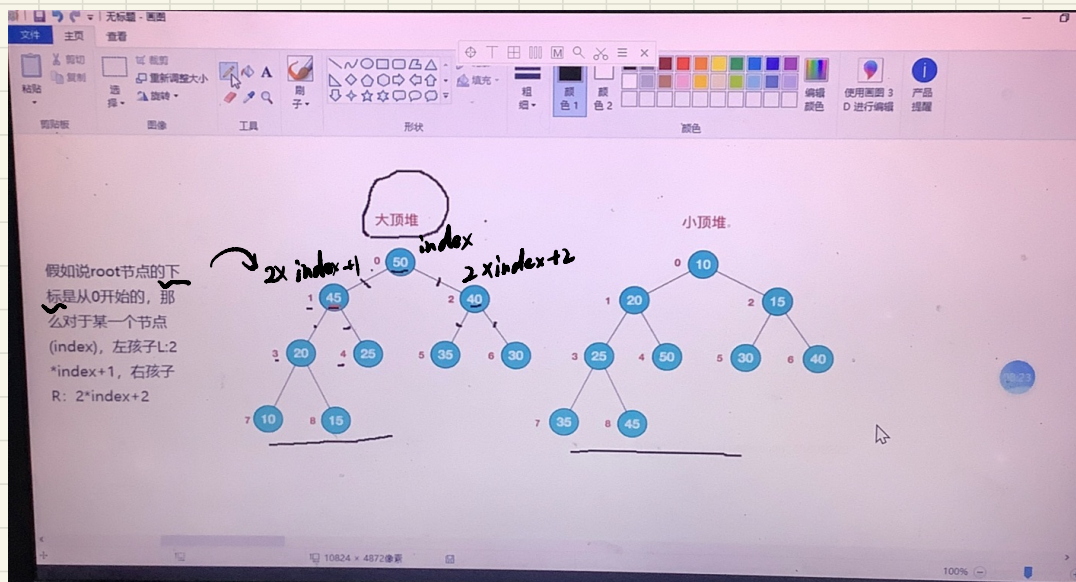 无标题 - 画图
文件
主页
查看
粘贴
剪切
复制
剪贴板
选择
裁剪
重新调整大小
旋转
图像
A
工具
刷子
形状
填充
粗细
颜色 1
颜色 2
颜色
编辑颜色
使用画图 3D 进行编辑
产品提醒
T
M
大顶堆
小顶堆.
假如说root节点的下
标是从0开始的，那
么对于某一个节点
(index)，左孩子L:2
*index+1，右孩子
R：2*index+2
index
2x index+1
2 x index+2
0 50
1 45
2 40
3 20
4 25
5 35
6 30
7 10
8 15
0 10
1 20
2 15
3 25
4 50
5 30
6 40
7 35
8 45
10824 × 4872像素
100%